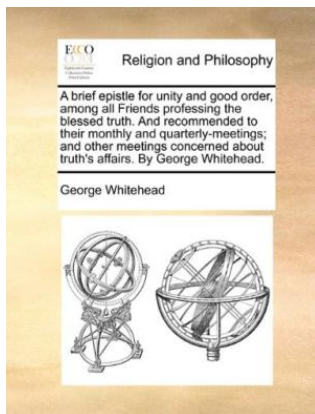 ECCO
Religion and Philosophy
A brief epistle for unity and good order,
among all Friends professing the
blessed truth. And recommended to
their monthly and quarterly-meetings;
and other meetings concerned about
truth's affairs. By George Whitehead.
George Whitehead